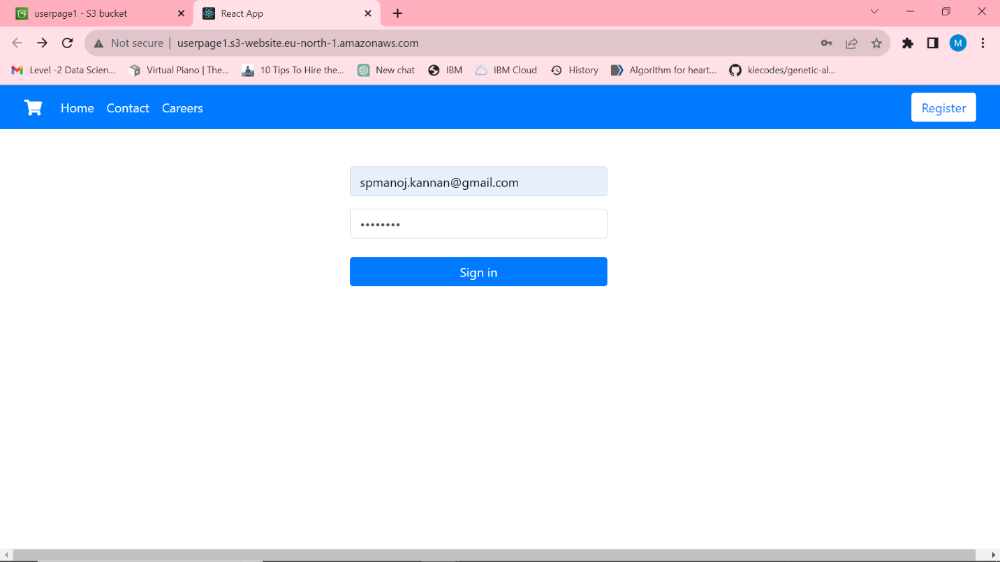 userpage1 - S3 bucket
React App
Not secure | userpage1.s3-website.eu-north-1.amazonaws.com
M
Level -2 Data Scien...
Virtual Piano | The...
10 Tips To Hire the...
New chat
IBM
IBM Cloud
History
Algorithm for heart...
kiecodes/genetic-al...
Home
Contact
Careers
Register
spmanoj.kannan@gmail.com
••••••••
Sign in